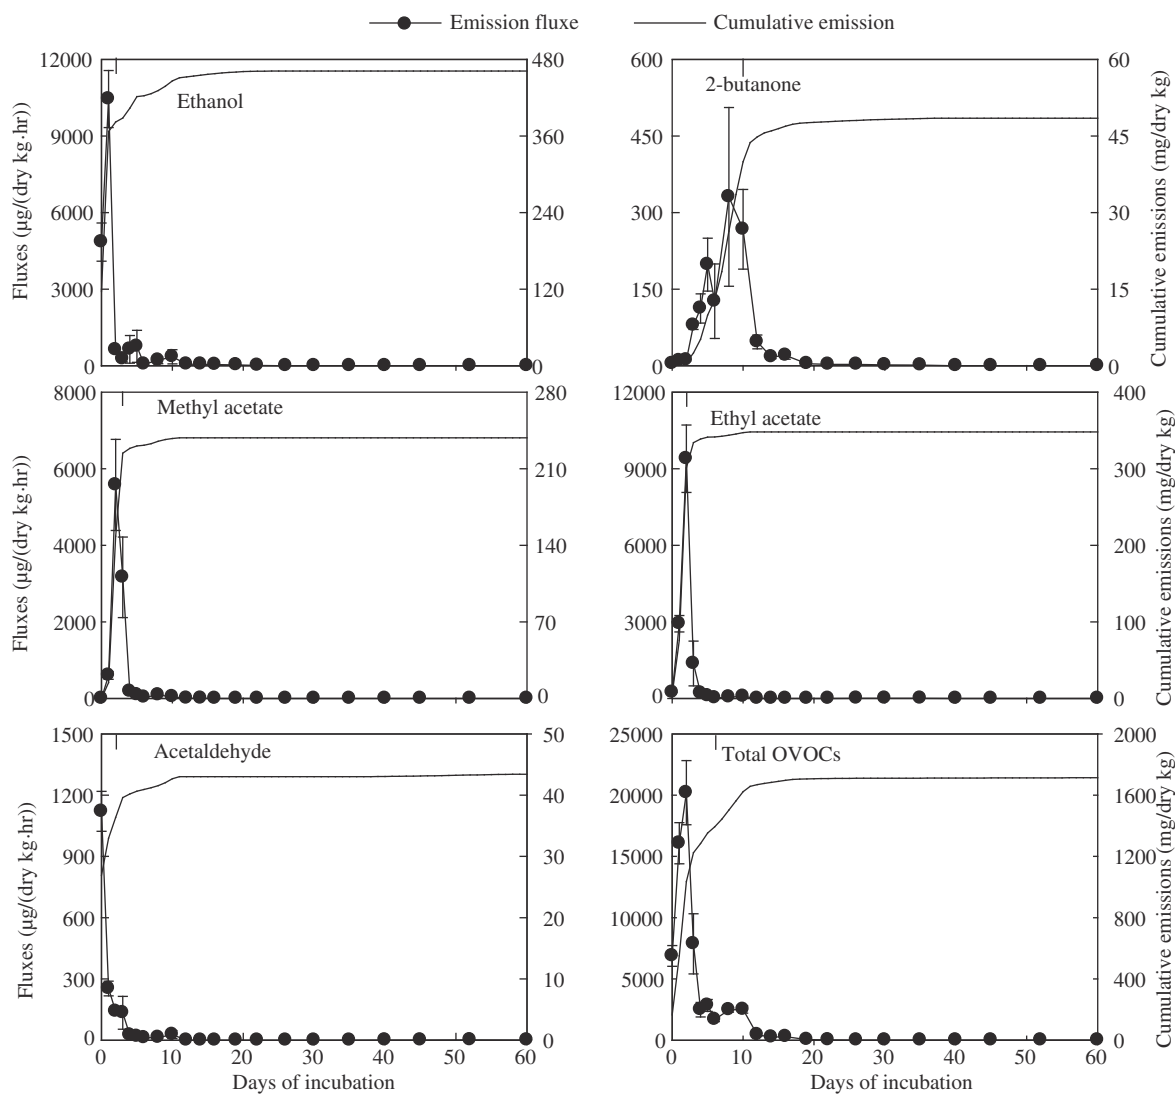 Emission fluxe Cumulative emission
12000 480 600 60
Ethanol 2-butanone
9000 360 450 45
6000 240 300 30
3000 120 150 15
0 0 0 0
Fluxes (μg/(dry kg·hr)) Cumulative emissions (mg/dry kg)
8000 280 12000 400
Methyl acetate Ethyl acetate
6000 210 9000 300
4000 140 6000 200
2000 70 3000 100
0 0 0 0
Fluxes (μg/(dry kg·hr)) Cumulative emissions (mg/dry kg)
1500 50 25000 2000
Acetaldehyde Total OVOCs
1200 40 20000 1600
900 30 15000 1200
600 20 10000 800
300 10 5000 400
0 0 0 0
Fluxes (μg/(dry kg·hr)) Cumulative emissions (mg/dry kg)
0 10 20 30 40 50 60 0 10 20 30 40 50 60
Days of incubation Days of incubation